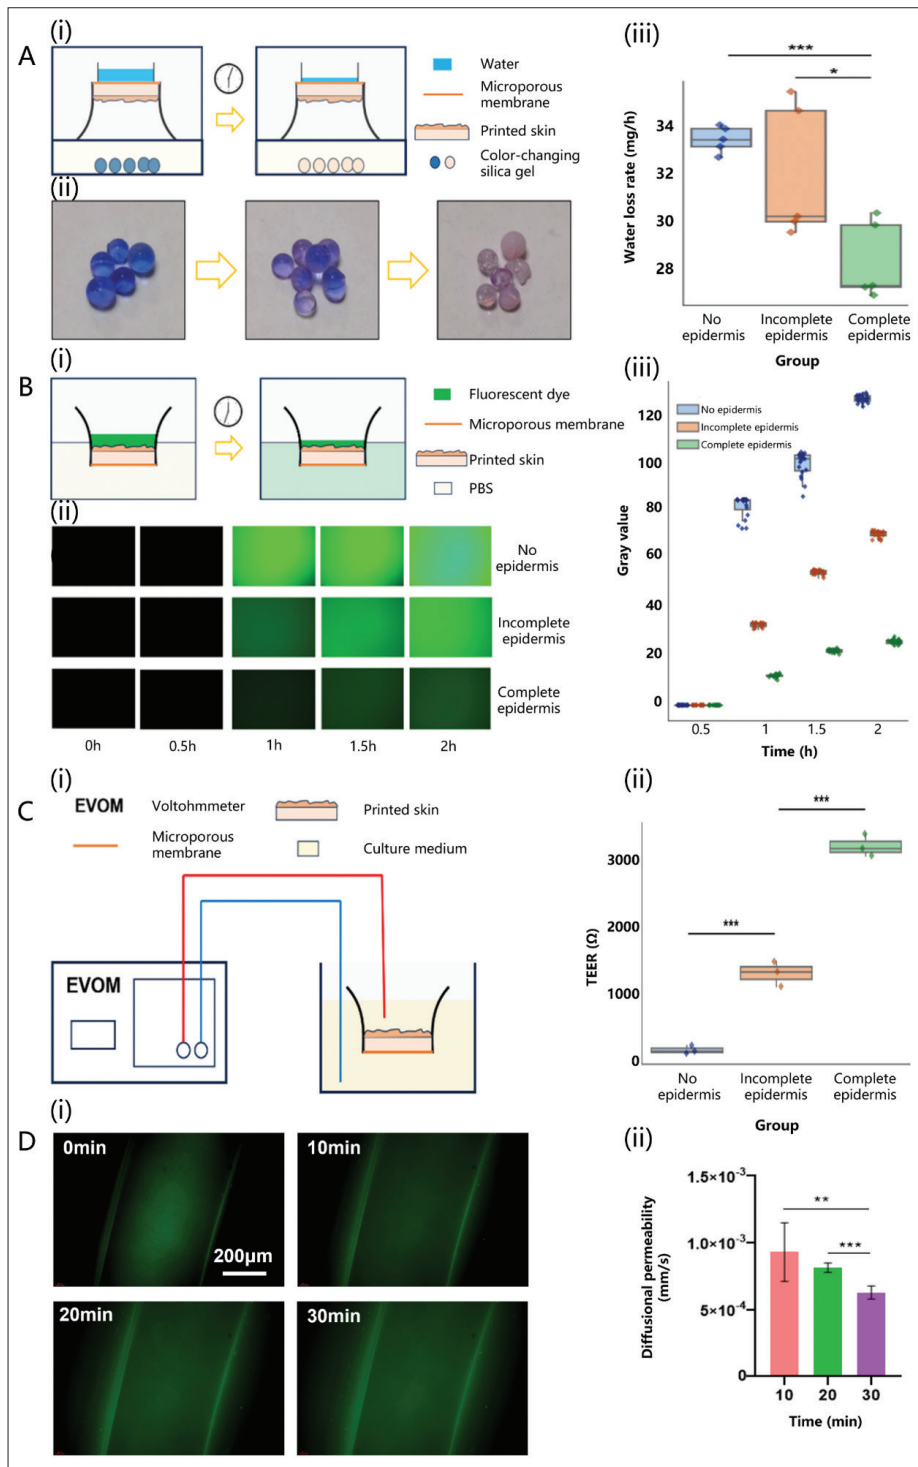 A
(i)
Water
Microporous
membrane
Printed skin
Color-changing
silica gel
(ii)
(iii)
***
*
Water loss rate (mg/h)
34
32
30
28
No
epidermis
Incomplete
epidermis
Complete
epidermis
Group
B
(i)
Fluorescent dye
Microporous membrane
Printed skin
PBS
(ii)
No
epidermis
Incomplete
epidermis
Complete
epidermis
0h
0.5h
1h
1.5h
2h
(iii)
No epidermis
Incomplete epidermis
Complete epidermis
Gray value
120
100
80
60
40
20
0
0.5
1
1.5
2
Time (h)
C
(i)
EVOM
Voltohmmeter
Printed skin
Microporous
membrane
Culture medium
EVOM
(ii)
***
***
TEER (Ω)
3000
2000
1000
0
No
epidermis
Incomplete
epidermis
Complete
epidermis
Group
D
(i)
0min
200μm
10min
20min
30min
(ii)
**
***
Diffusional permeability
(mm/s)
1.5×10⁻³
1.0×10⁻³
5×10⁻⁴
0
10
20
30
Time (min)